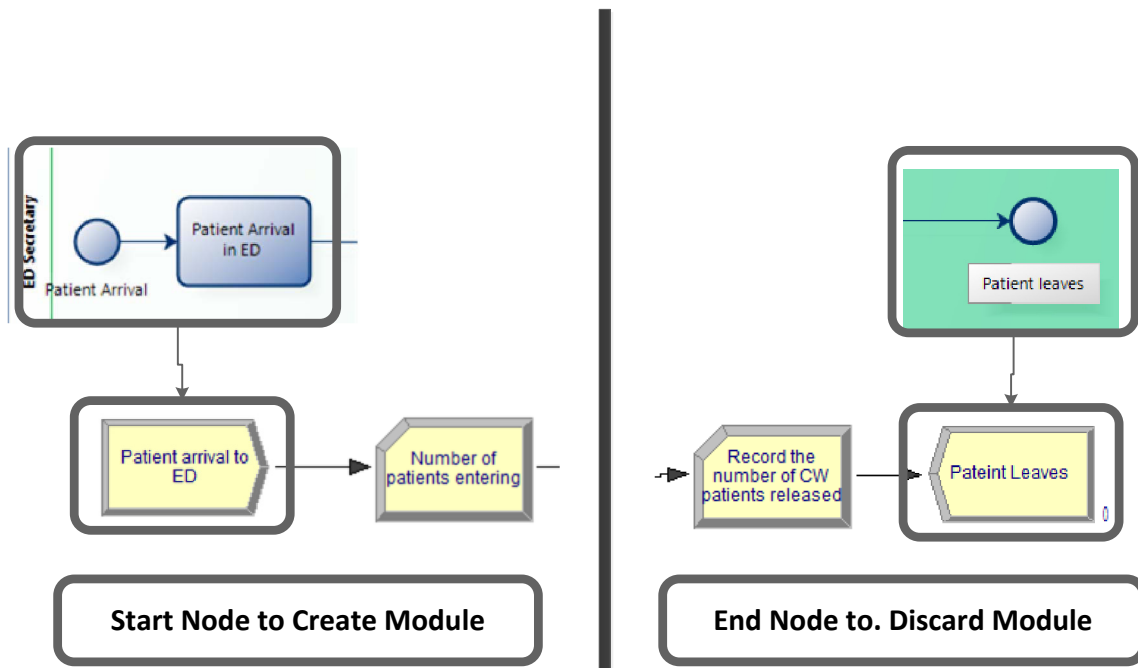 ED Secretary
Patient Arrival
Patient Arrival
in ED
Patient arrival to
ED
Number of
patients entering
Start Node to Create Module
Patient leaves
Record the
number of CW
patients released
Pateint Leaves
0
End Node to. Discard Module